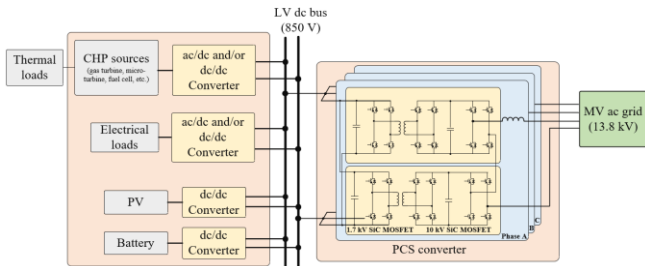 LV dc bus
(850 V)
Thermal
loads
CHP sources
(gas turbine, micro-
turbine, fuel cell, etc.)
ac/dc and/or
dc/dc
Converter
Electrical
loads
ac/dc and/or
dc/dc
Converter
PV
dc/dc
Converter
Battery
dc/dc
Converter
1.7 kV SiC MOSFET
10 kV SiC MOSFET
Phase A
B
C
PCS converter
MV ac grid
(13.8 kV)